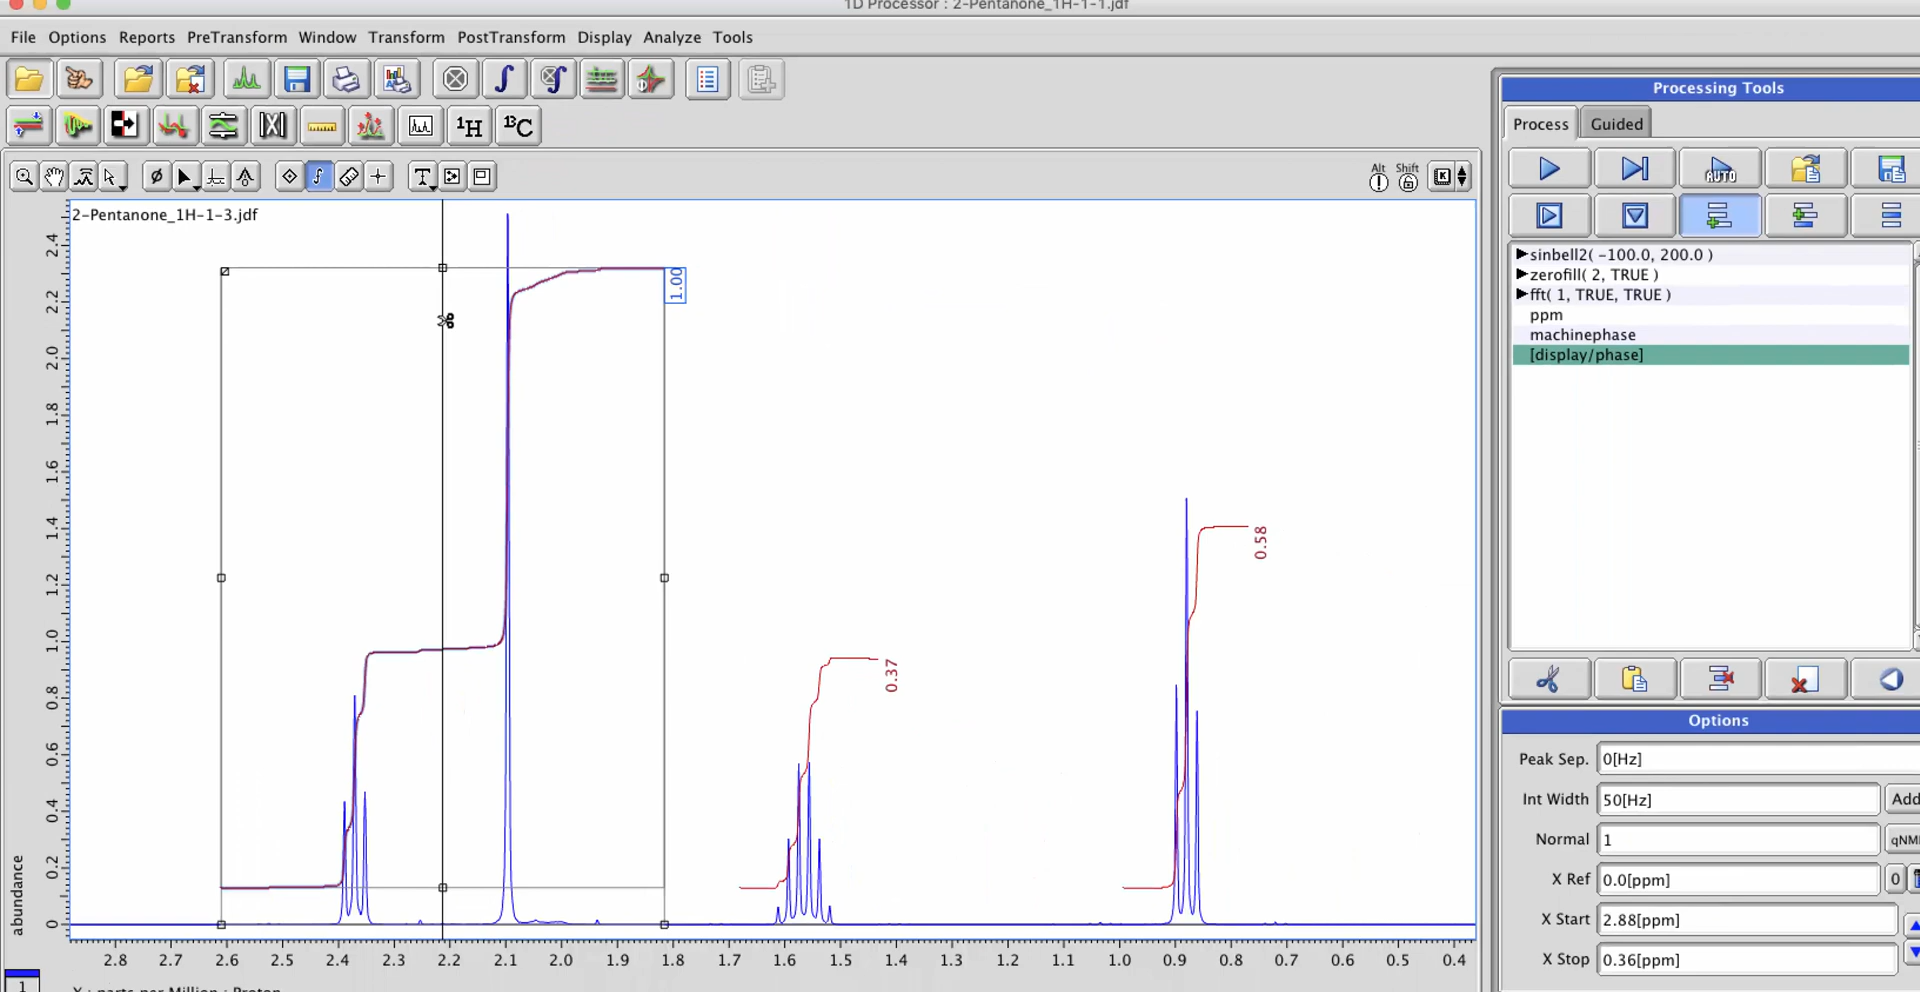 1D Processor : 2-Pentanone_1H-1-1.jdf
File Options Reports PreTransform Window Transform PostTransform Display Analyze Tools
¹H ¹³C
Alt Shift
K
2-Pentanone_1H-1-3.jdf
2.4
2.2
2.0
1.8
1.6
1.4
1.2
1.0
0.8
0.6
0.4
0.2
0
abundance
1.00
0.37
0.58
2.8 2.7 2.6 2.5 2.4 2.3 2.2 2.1 2.0 1.9 1.8 1.7 1.6 1.5 1.4 1.3 1.2 1.1 1.0 0.9 0.8 0.7 0.6 0.5 0.4
1
X : parts per Million : Proton
Processing Tools
Process Guided
AUTO
sinbell2( -100.0, 200.0 )
zerofill( 2, TRUE )
fft( 1, TRUE, TRUE )
ppm
machinephase
[display/phase]
Options
Peak Sep. 0[Hz]
Int Width 50[Hz] Add
Normal 1 qNM
X Ref 0.0[ppm] 0
X Start 2.88[ppm]
X Stop 0.36[ppm]